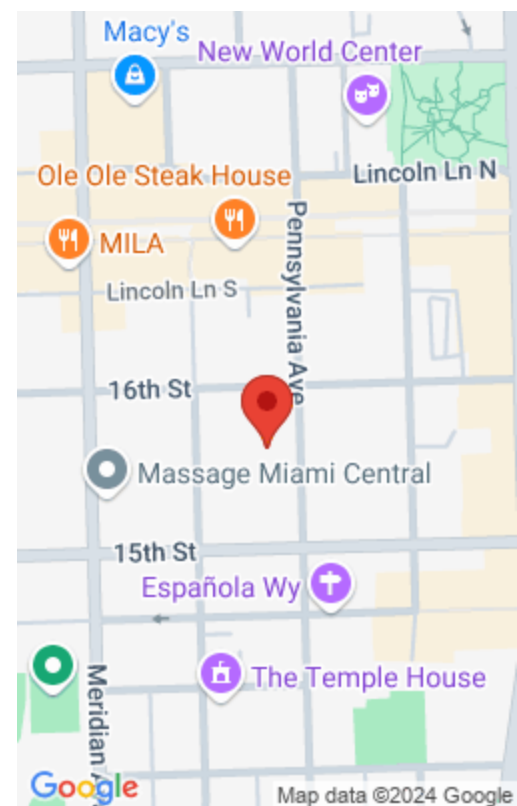 Macy's
New World Center
Lincoln Ln N
Ole Ole Steak House
MILA
Pennsylvania Ave
Lincoln Ln S
16th St
Massage Miami Central
15th St
Española Wy
The Temple House
Meridian A
Google
Map data ©2024 Google